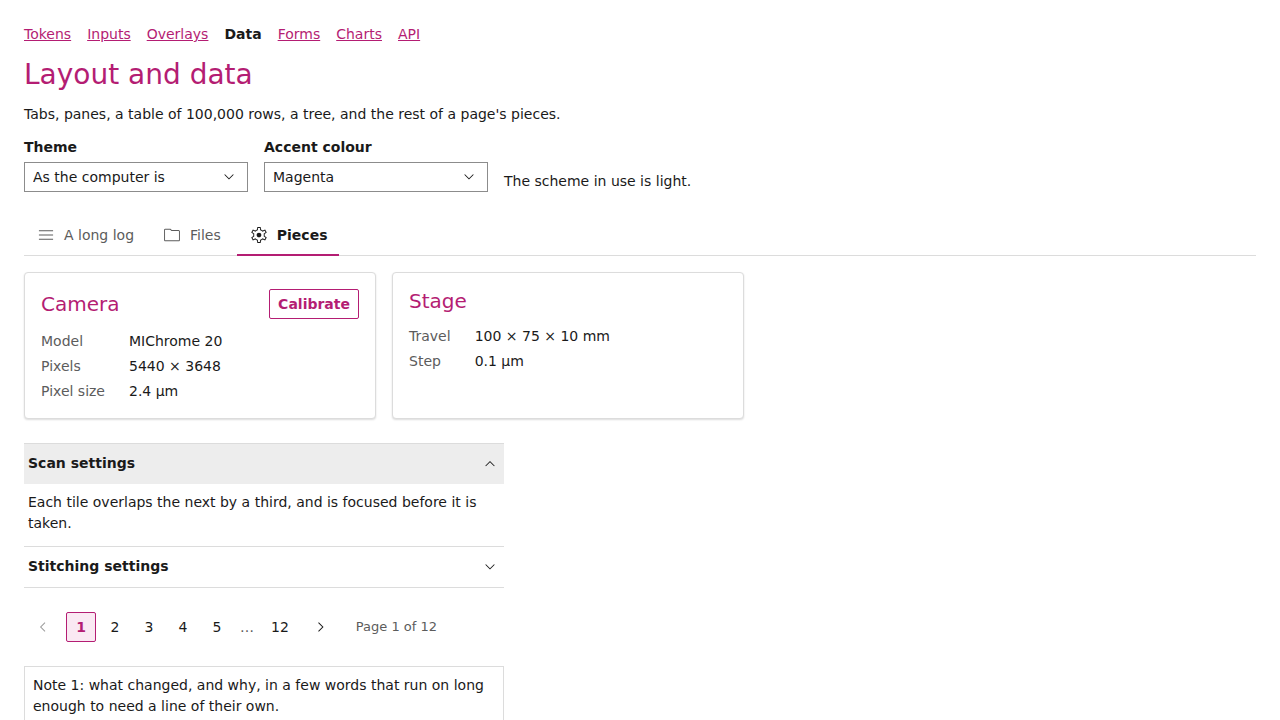 Tokens Inputs Overlays Data Forms Charts API
Layout and data
Tabs, panes, a table of 100,000 rows, a tree, and the rest of a page's pieces.
Theme Accent colour
As the computer is Magenta The scheme in use is light.
A long log Files Pieces
Camera Calibrate
Model MIChrome 20
Pixels 5440 × 3648
Pixel size 2.4 µm
Stage
Travel 100 × 75 × 10 mm
Step 0.1 µm
Scan settings
Each tile overlaps the next by a third, and is focused before it is
taken.
Stitching settings
1 2 3 4 5 … 12 Page 1 of 12
Note 1: what changed, and why, in a few words that run on long
enough to need a line of their own.